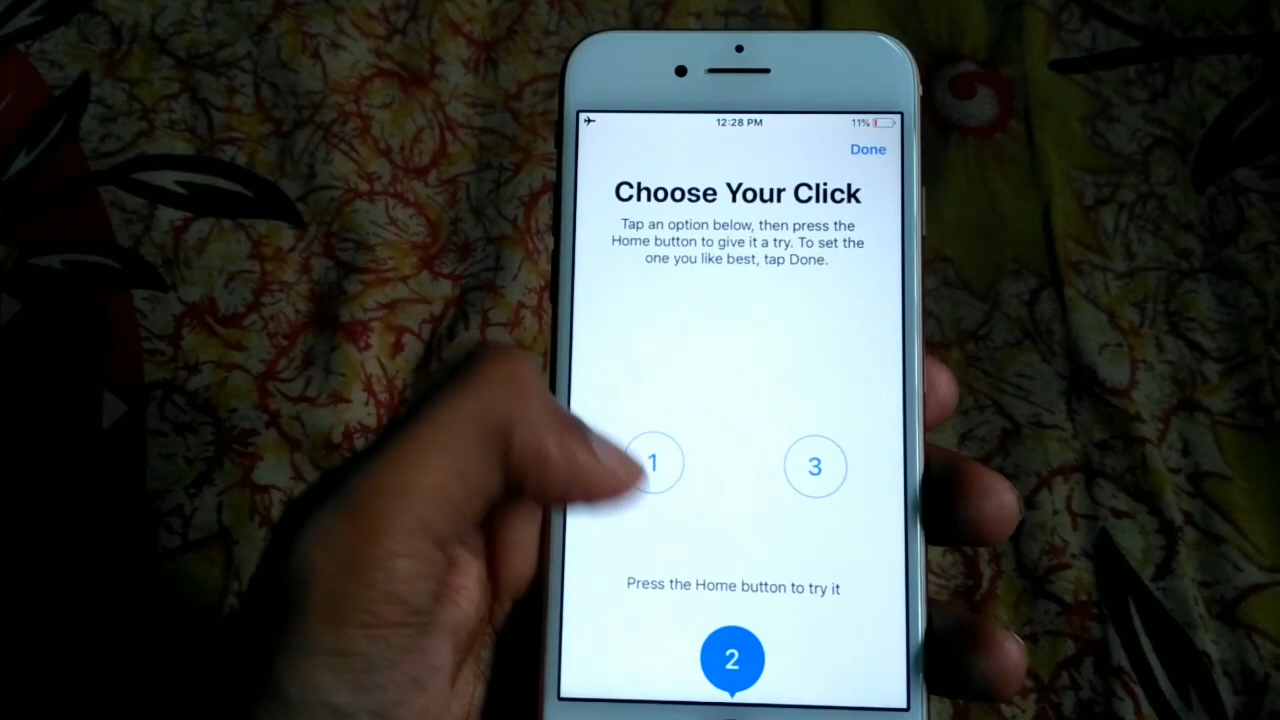 12:28 PM
11%
Done
Choose Your Click
Tap an option below, then press the
Home button to give it a try. To set the
one you like best, tap Done.
1
3
Press the Home button to try it
2